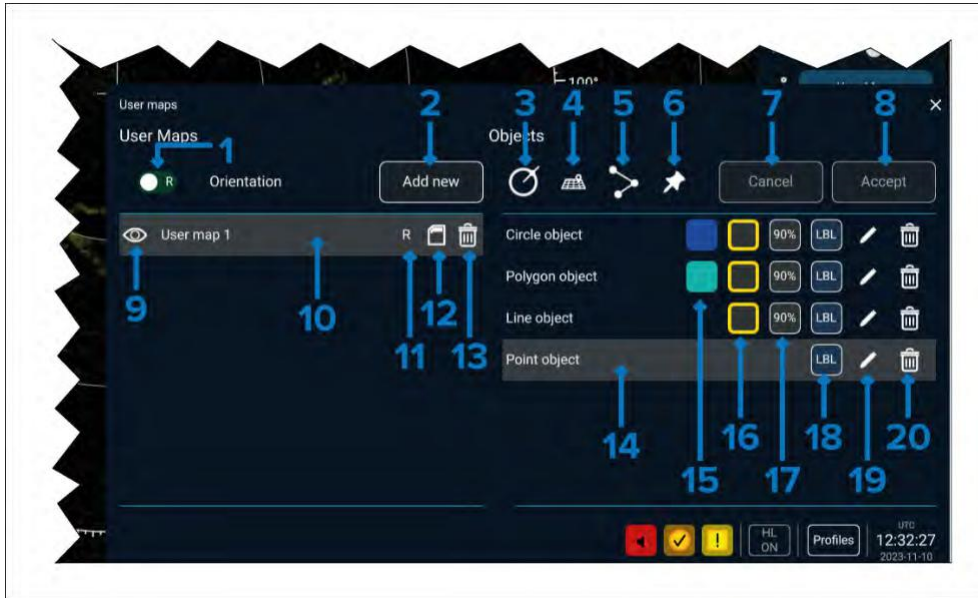 100°
User maps
User Maps
Objects
1
2
3
4
5
6
7
8
R
Orientation
Add new
Cancel
Accept
User map 1
R
Circle object
90%
LBL
Polygon object
90%
LBL
Line object
90%
LBL
Point object
LBL
9
10
11
12
13
14
15
16
17
18
19
20
HL
ON
Profiles
UTC
12:32:27
2023-11-10